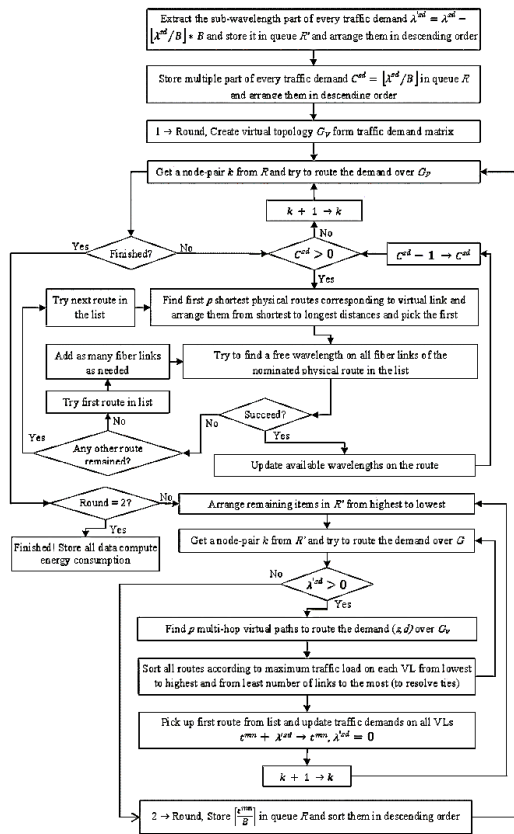 Extract the sub-wavelength part of every traffic demand λ'ˢᵈ = λˢᵈ −
⌊λˢᵈ/B⌋ * B and store it in queue R' and arrange them in descending order
Store multiple part of every traffic demand Cˢᵈ = ⌊λˢᵈ/B⌋ in queue R
and arrange them in descending order
1 → Round, Create virtual topology Gᵥ form traffic demand matrix
Get a node-pair k from R and try to route the demand over Gₚ
k + 1 → k
No
Yes
Finished?
No
Cˢᵈ > 0
Cˢᵈ − 1 → Cˢᵈ
Yes
Try next route in
the list
Find first p shortest physical routes corresponding to virtual link and
arrange them from shortest to longest distances and pick the first
Add as many fiber links
as needed
Try to find a free wavelength on all fiber links of the
nominated physical route in the list
Try first route in list
No
Succeed?
No
Yes
Yes
Any other route
remained?
Update available wavelengths on the route
Round = 2?
No
Arrange remaining items in R' from highest to lowest
Yes
Get a node-pair k from R' and try to route the demand over G
Finished! Store all data compute
energy consumption
No
λ'ˢᵈ > 0
Yes
Find p multi-hop virtual paths to route the demand (s,d) over Gᵥ
Sort all routes according to maximum traffic load on each VL from lowest
to highest and from least number of links to the most (to resolve ties)
Pick up first route from list and update traffic demands on all VLs
tᵐⁿ + λ'ˢᵈ → tᵐⁿ, λ'ˢᵈ = 0
k + 1 → k
2 → Round, Store ⌈tᵐⁿ/B⌉ in queue R and sort them in descending order